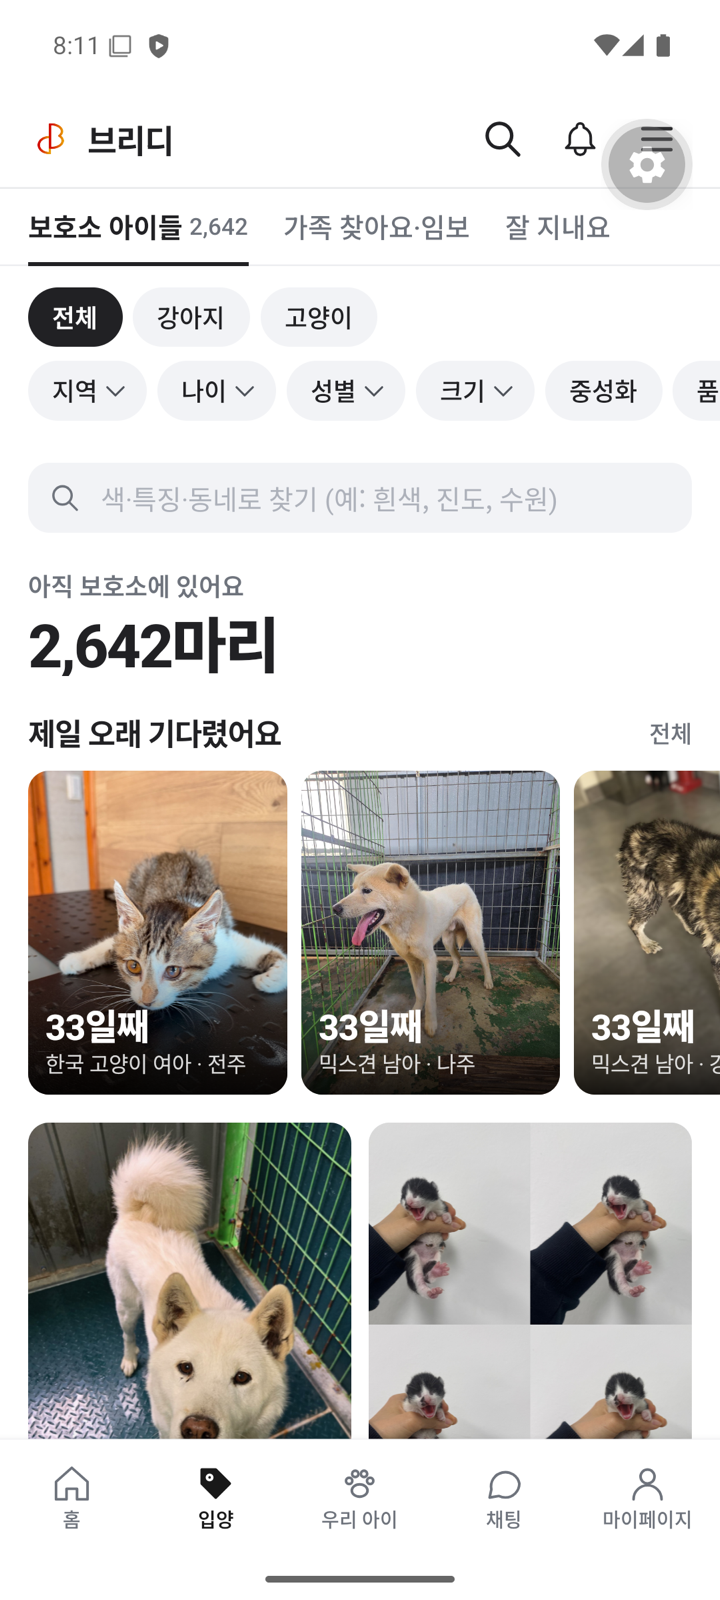 8:11
브리디
보호소 아이들 2,642 가족 찾아요·임보 잘 지내요
전체 강아지 고양이
지역 나이 성별 크기 중성화 품
색·특징·동네로 찾기 (예: 흰색, 진도, 수원)
아직 보호소에 있어요
2,642마리
제일 오래 기다렸어요 전체
33일째 33일째 33일째
한국 고양이 여아 · 전주 믹스견 남아 · 나주 믹스견 남아 ·
홈 입양 우리 아이 채팅 마이페이지